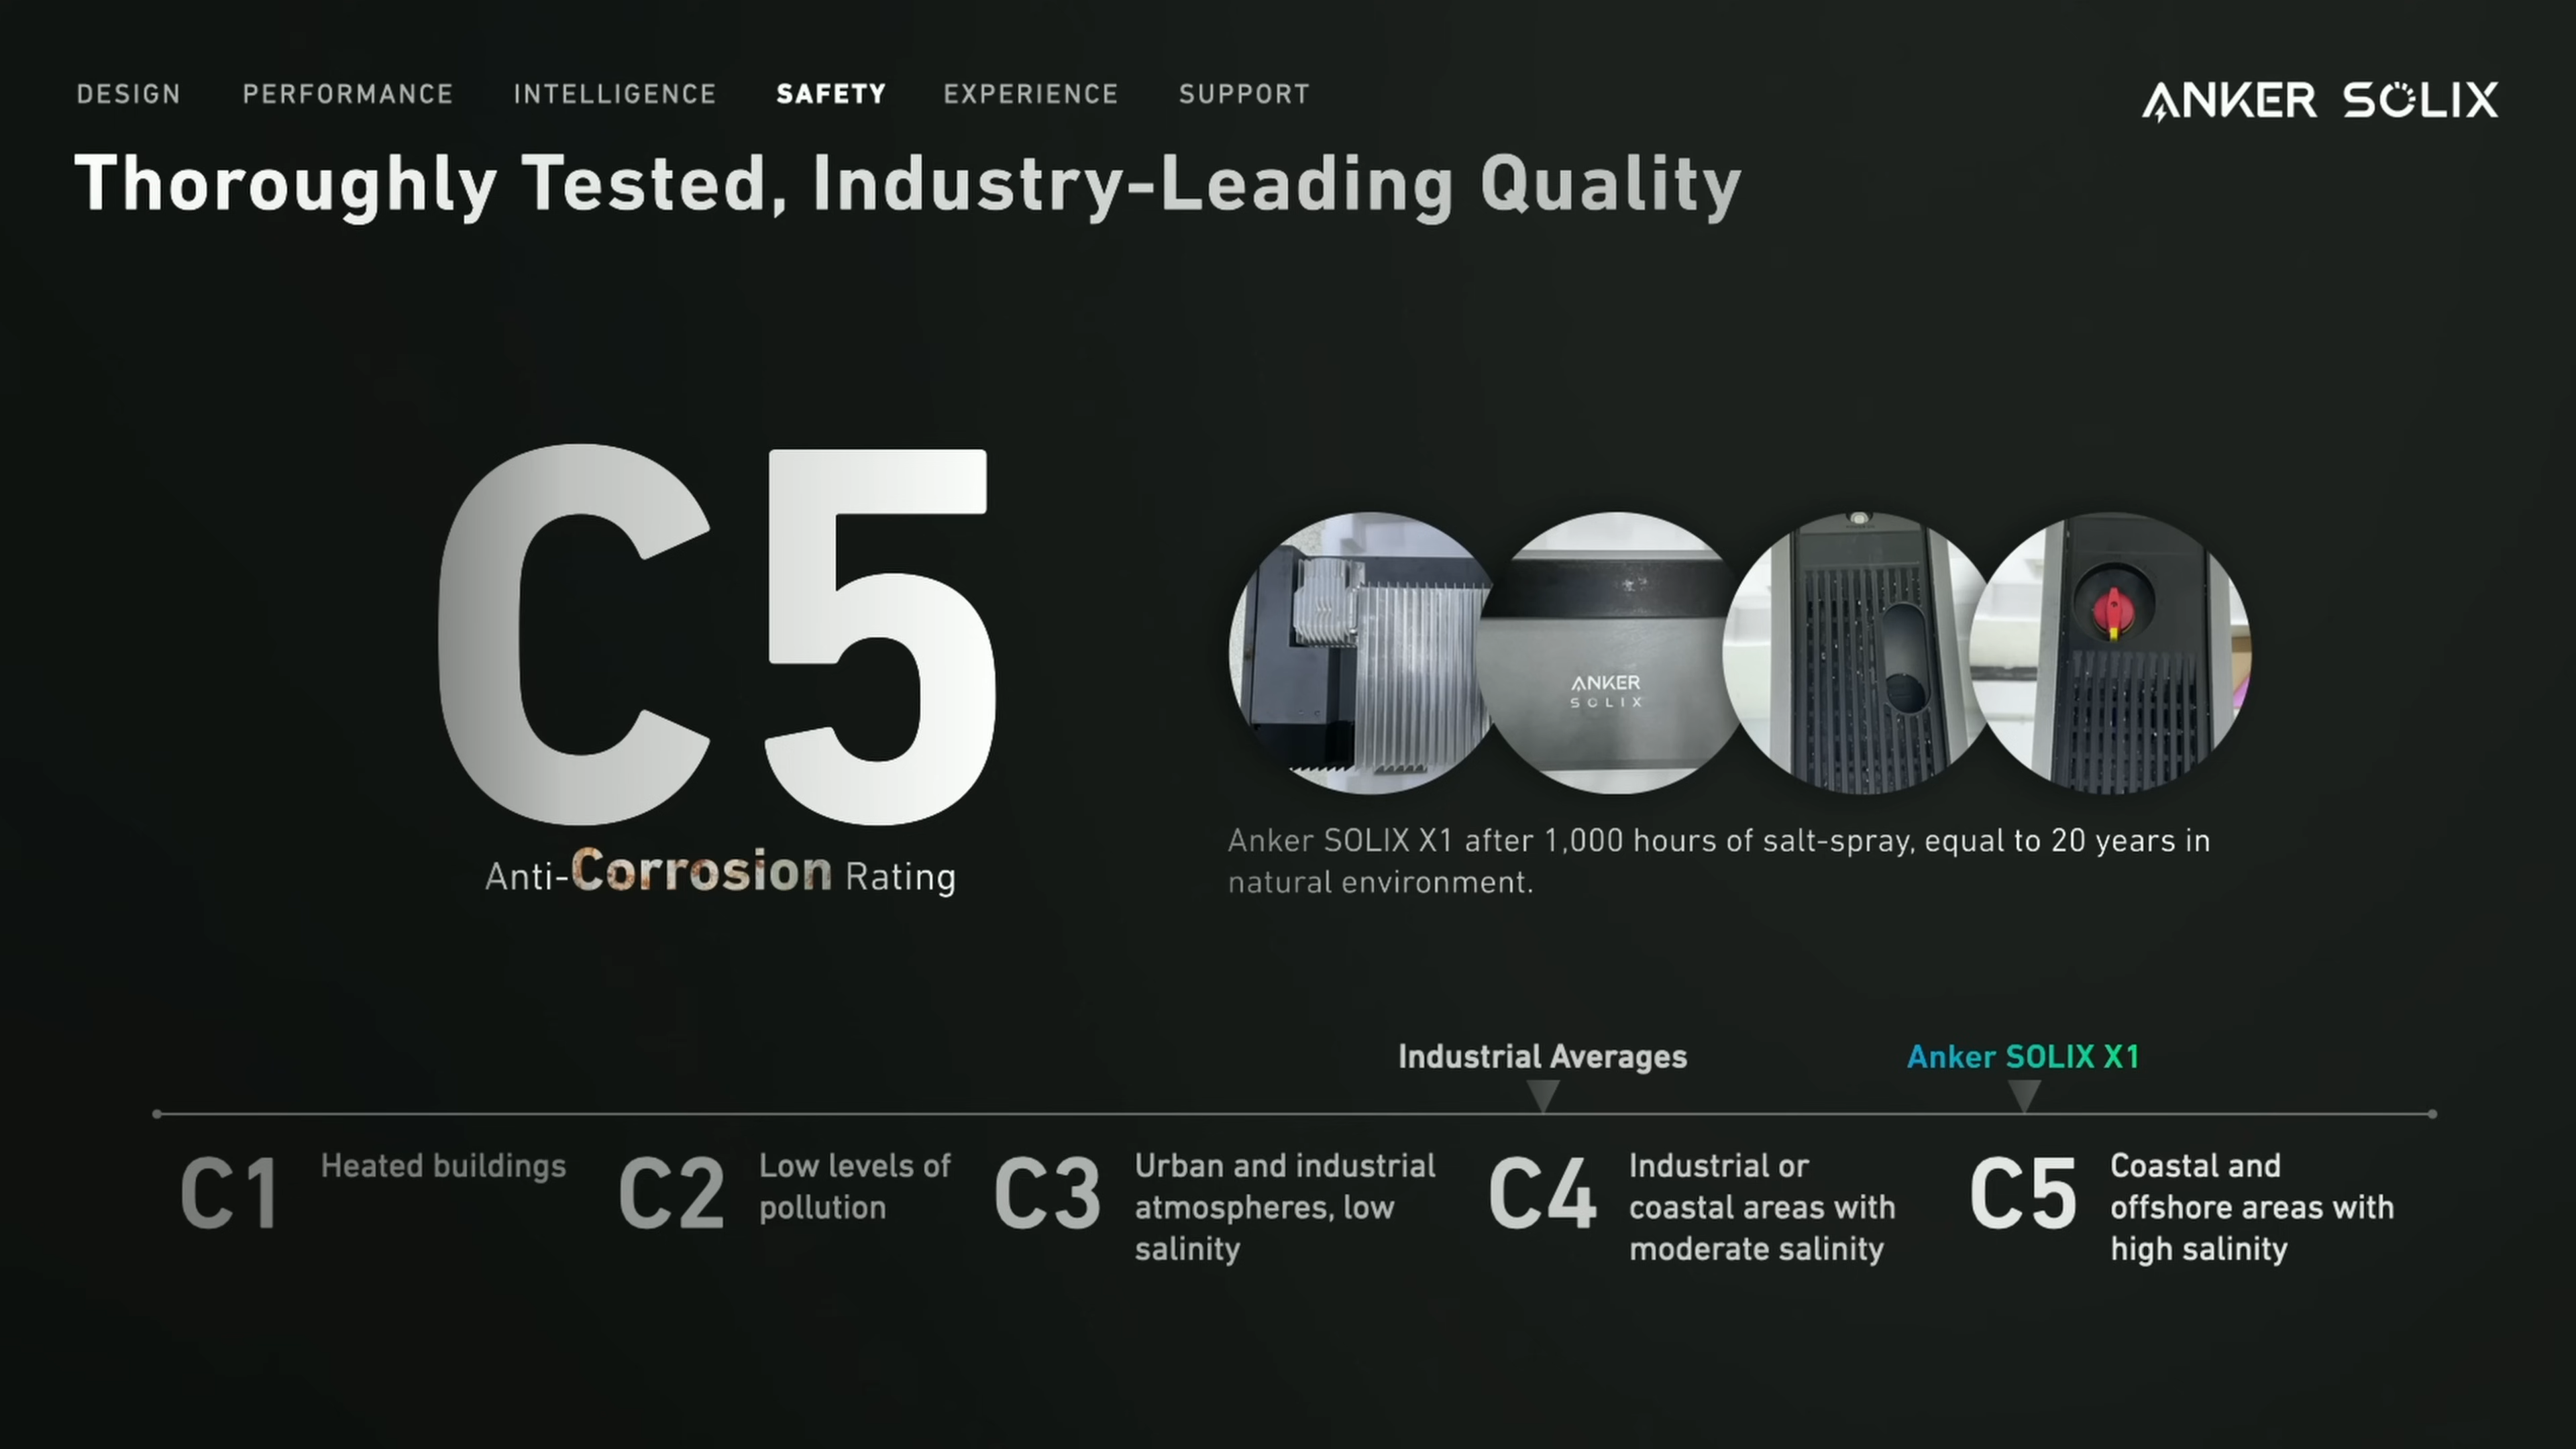 DESIGN PERFORMANCE INTELLIGENCE SAFETY EXPERIENCE SUPPORT
ANKER SOLIX
Thoroughly Tested, Industry-Leading Quality
C5
Anti-Corrosion Rating
ANKER
SOLIX
Anker SOLIX X1 after 1,000 hours of salt-spray, equal to 20 years in
natural environment.
Industrial Averages
Anker SOLIX X1
C1
Heated buildings
C2
Low levels of
pollution
C3
Urban and industrial
atmospheres, low
salinity
C4
Industrial or
coastal areas with
moderate salinity
C5
Coastal and
offshore areas with
high salinity